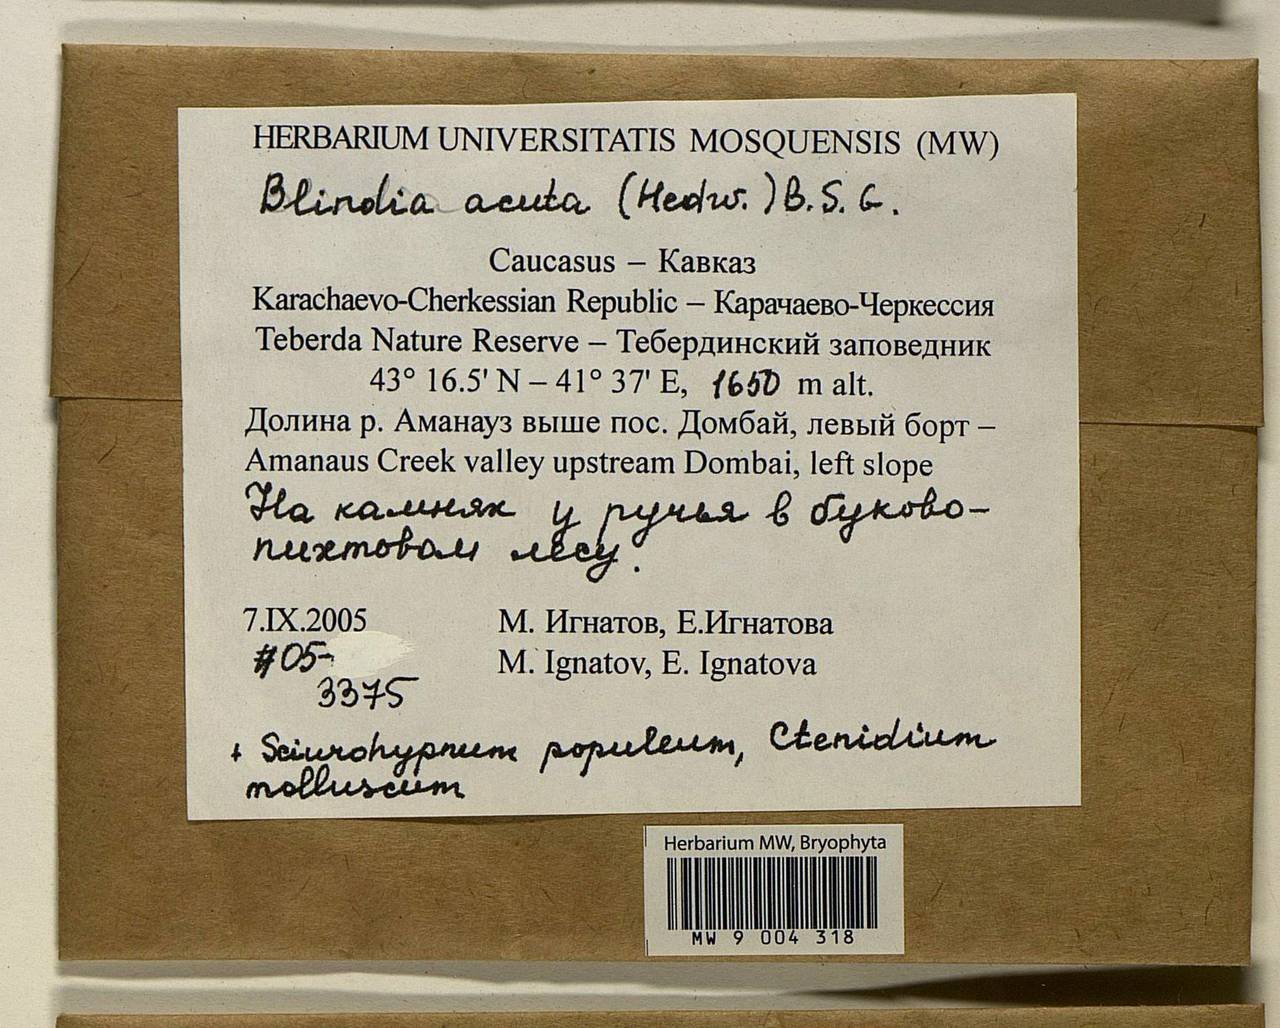 HERBARIUM UNIVERSITATIS MOSQUENSIS (MW)
Blindia acuta (Hedw.) B.S.G.
Caucasus – Кавказ
Karachaevo-Cherkessian Republic – Карачаево-Черкессия
Teberda Nature Reserve – Тебердинский заповедник
43° 16.5' N – 41° 37' E, 1650 m alt.
Долина р. Аманауз выше пос. Домбай, левый борт –
Amanaus Creek valley upstream Dombai, left slope
На камнях у ручья в буково-
пихтовом лесу.
7.IX.2005 М. Игнатов, Е.Игнатова
#05- M. Ignatov, E. Ignatova
3375
+ Sciurohypnum populeum, Ctenidium
molluscum
Herbarium MW, Bryophyta
MW 9 004 318